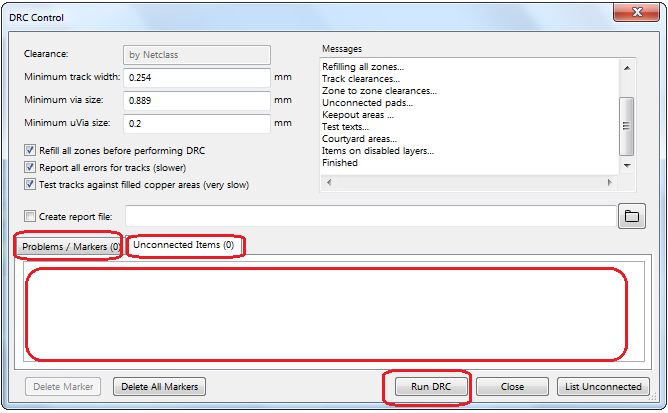 DRC Control
Clearance: by Netclass
Minimum track width: 0.254 mm
Minimum via size: 0.889 mm
Minimum uVia size: 0.2 mm
Refill all zones before performing DRC
Report all errors for tracks (slower)
Test tracks against filled copper areas (very slow)
Messages
Refilling all zones...
Track clearances...
Zone to zone clearances...
Unconnected pads...
Keepout areas ...
Test texts...
Courtyard areas...
Items on disabled layers...
Finished
Create report file:
Problems / Markers (0) Unconnected Items (0)
Delete Marker Delete All Markers Run DRC Close List Unconnected